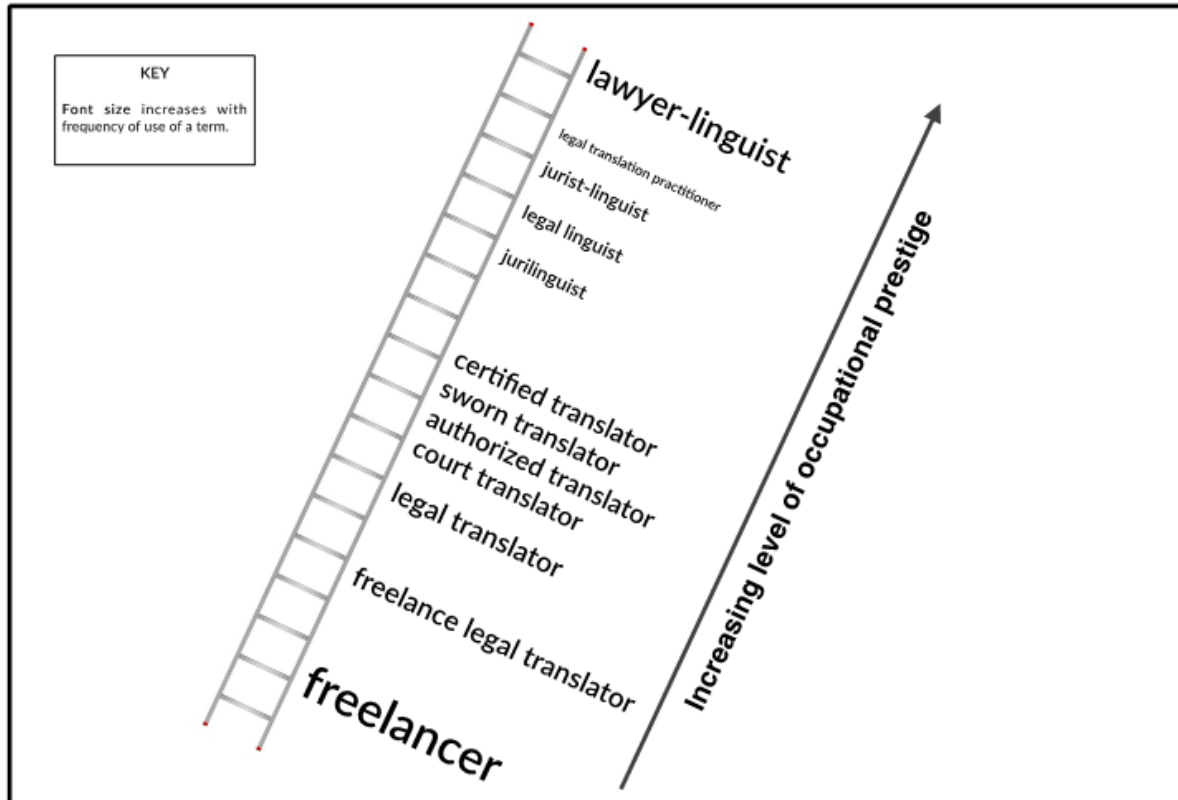 KEY
Font size increases with
frequency of use of a term.
lawyer-linguist
legal translation practitioner
jurist-linguist
legal linguist
jurilinguist
certified translator
sworn translator
authorized translator
court translator
legal translator
freelance legal translator
freelancer
Increasing level of occupational prestige